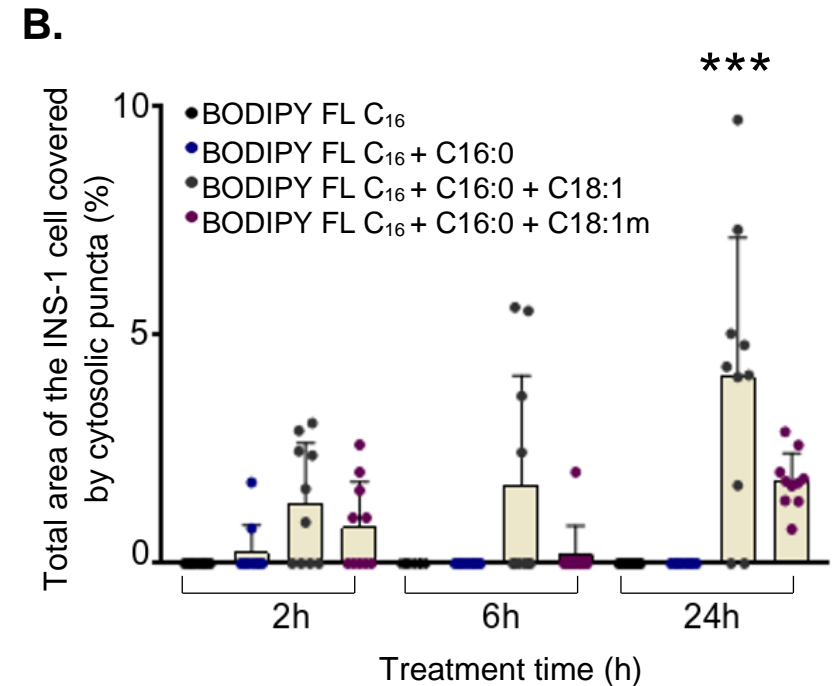 B.
***
Total area of the INS-1 cell covered
by cytosolic puncta (%)
10
5
0
BODIPY FL C₁₆
BODIPY FL C₁₆ + C16:0
BODIPY FL C₁₆ + C16:0 + C18:1
BODIPY FL C₁₆ + C16:0 + C18:1m
2h 6h 24h
Treatment time (h)